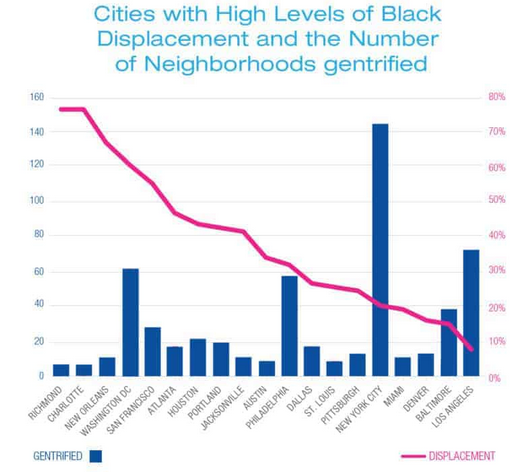 Cities with High Levels of Black
Displacement and the Number
of Neighborhoods gentrified
160
140
120
100
80
60
40
20
0
80%
70%
60%
50%
40%
30%
20%
10%
0%
RICHMOND
CHARLOTTE
NEW ORLEANS
WASHINGTON DC
SAN FRANCISCO
ATLANTA
HOUSTON
PORTLAND
JACKSONVILLE
AUSTIN
PHILADELPHIA
DALLAS
ST. LOUIS
PITTSBURGH
NEW YORK CITY
MIAMI
DENVER
BALTIMORE
LOS ANGELES
GENTRIFIED
DISPLACEMENT